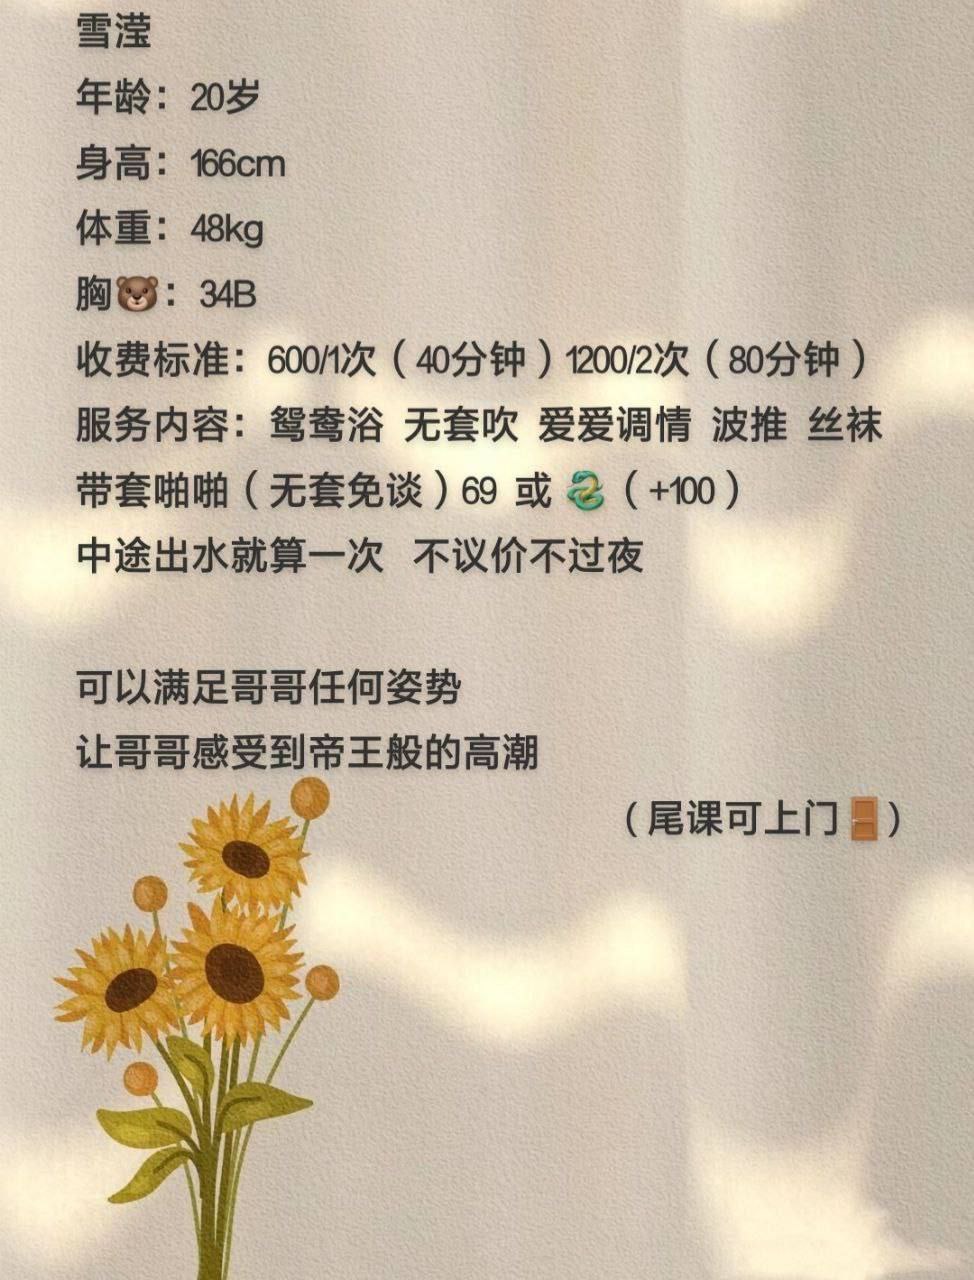 雪滢
年龄：20岁
身高：166cm
体重：48kg
胸🐻：34B
收费标准：600/1次（40分钟）1200/2次（80分钟）
服务内容：鸳鸯浴 无套吹 爱爱调情 波推 丝袜
带套啪啪（无套免谈）69 或 🐉（+100）
中途出水就算一次 不议价不过夜
可以满足哥哥任何姿势
让哥哥感受到帝王般的高潮
（尾课可上门🚪）